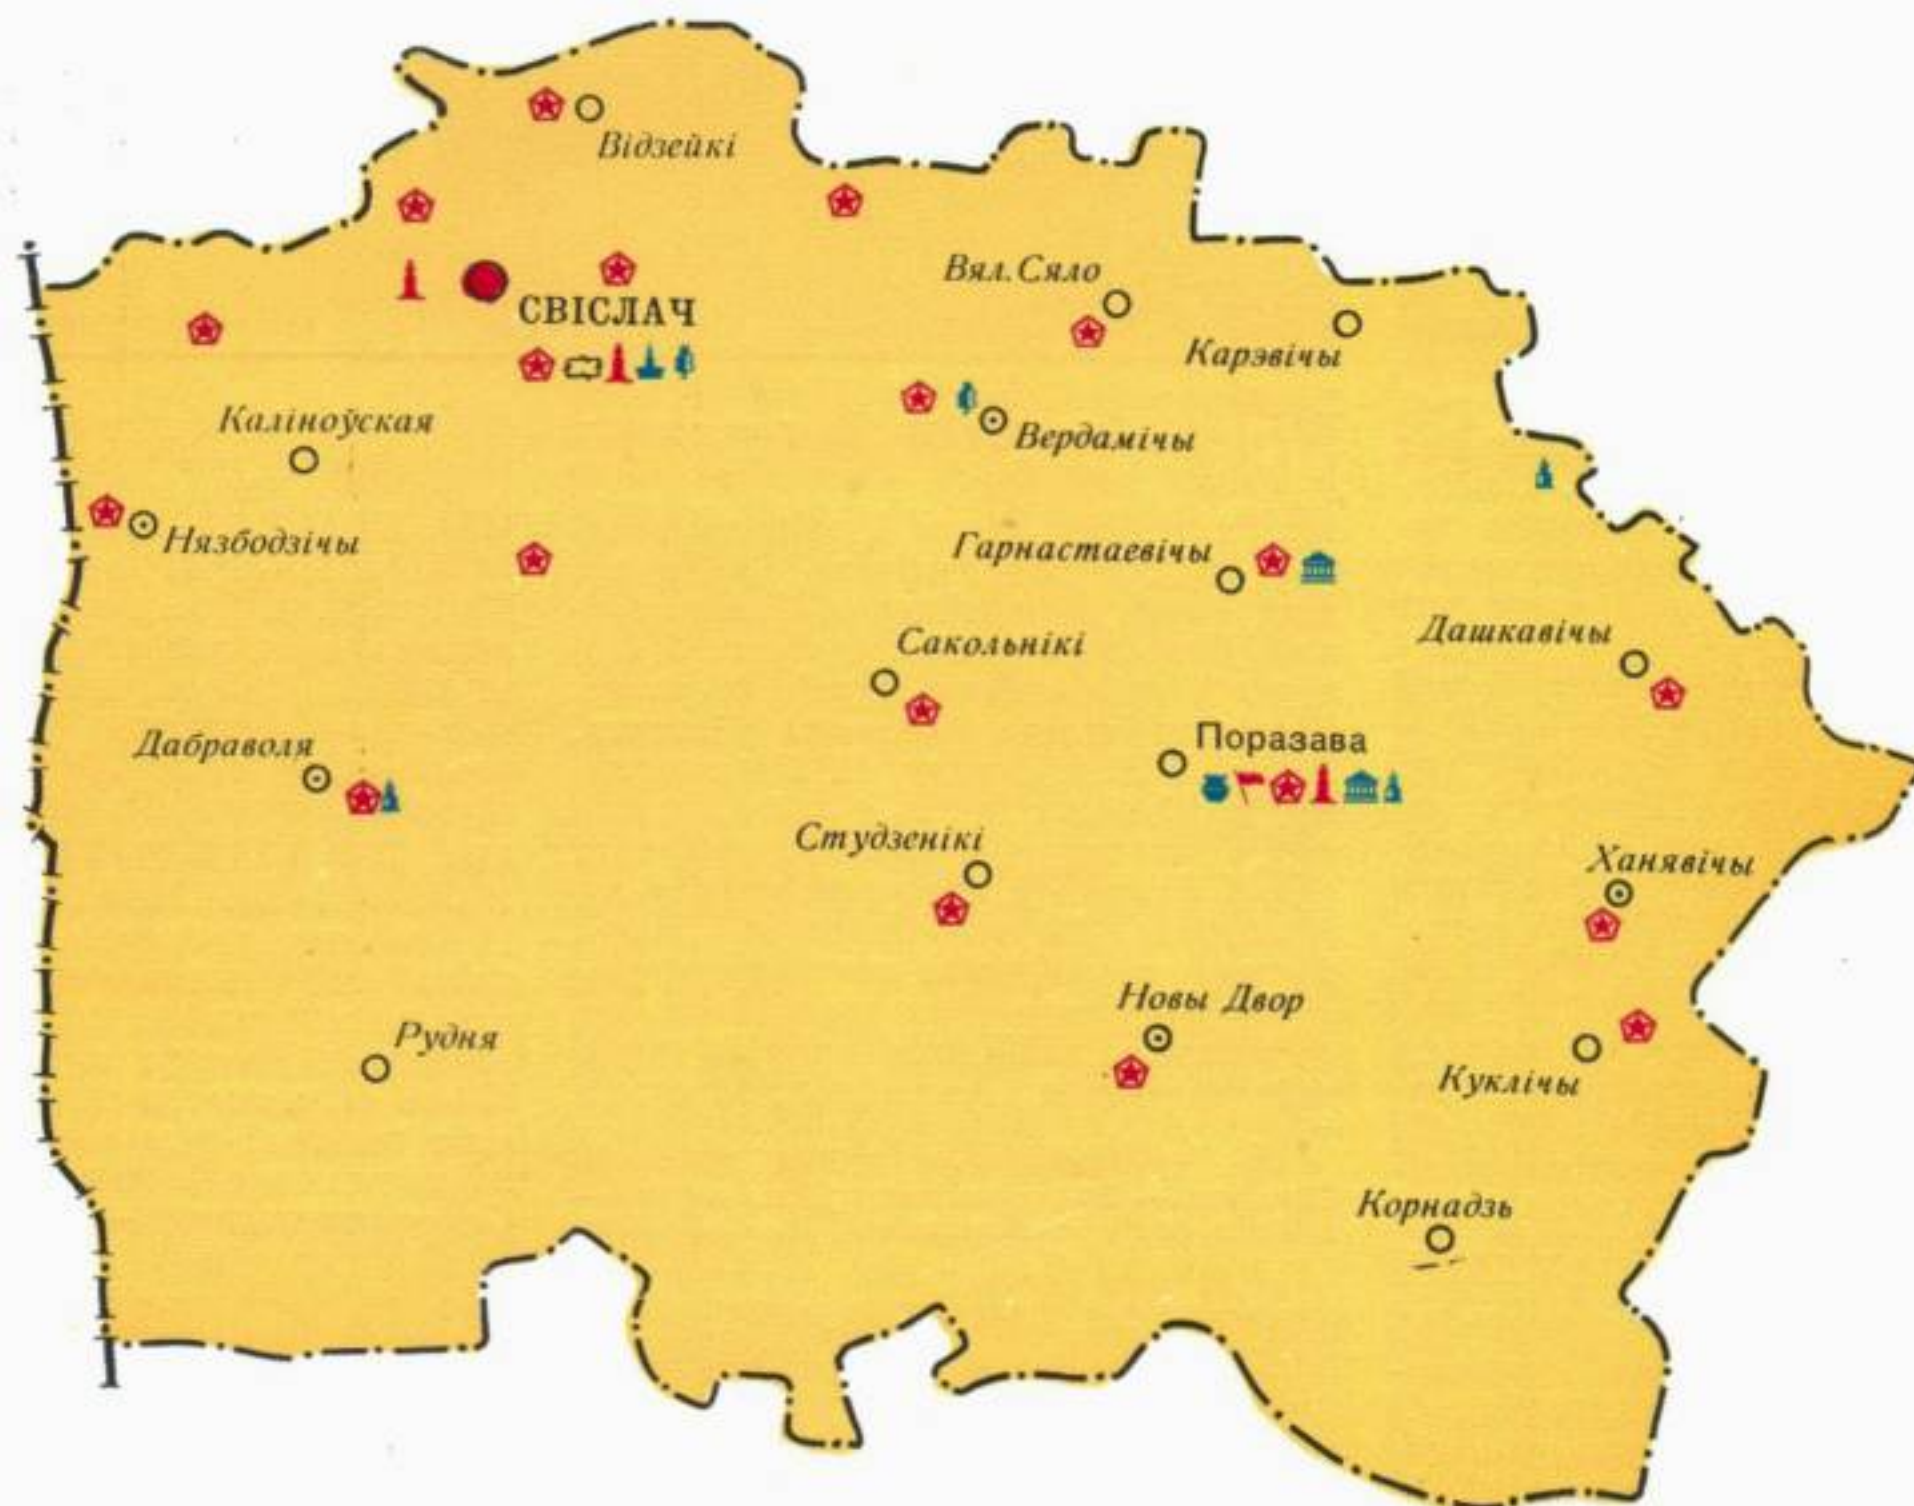 Відзейкі
Вял. Сяло
СВІСЛАЧ
Карэвічы
Каліноўская
Вердамічы
Нязбодзічы
Гарнастаевічы
Дашкавічы
Сакольнікі
Поразава
Дабраволя
Студзенікі
Ханявічы
Новы Двор
Рудня
Куклічы
Корнадзь